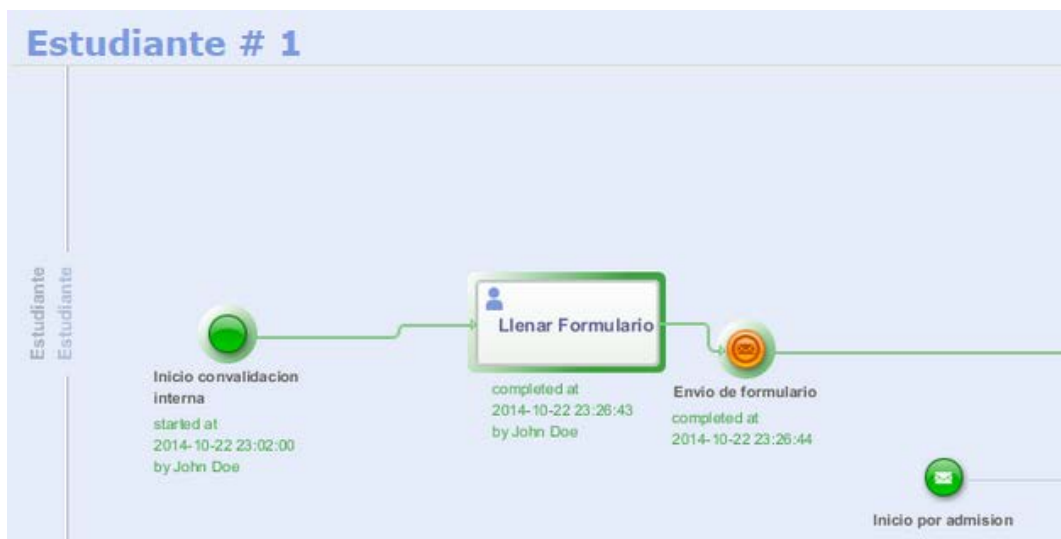 Estudiante # 1
Estudiante
Estudiante
Inicio convalidacion
interna
started at
2014-10-22 23:02:00
by John Doe
Llenar Formulario
completed at
2014-10-22 23:26:43
by John Doe
Envio de formulario
completed at
2014-10-22 23:26:44
Inicio por admision